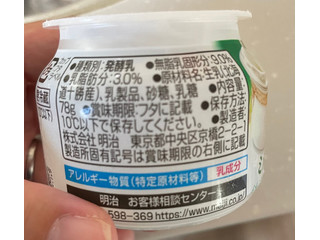 種類別:発酵乳 ●無脂乳固形分:9.0%
乳脂肪分:3.0% ●原材料名:生乳(北海
道十勝産)、乳製品、砂糖、乳糖 ●内容量:
78g ●賞味期限:フタに記載 ●保存方法:
10℃以下で保存してください ●製造者:
株式会社 明治 東京都中央区京橋2-2-1
製造所固有記号は賞味期限の右側に記載
アレルギー物質(特定原材料等) 乳成分
明治 お客様相談センター
598-369 https://www.